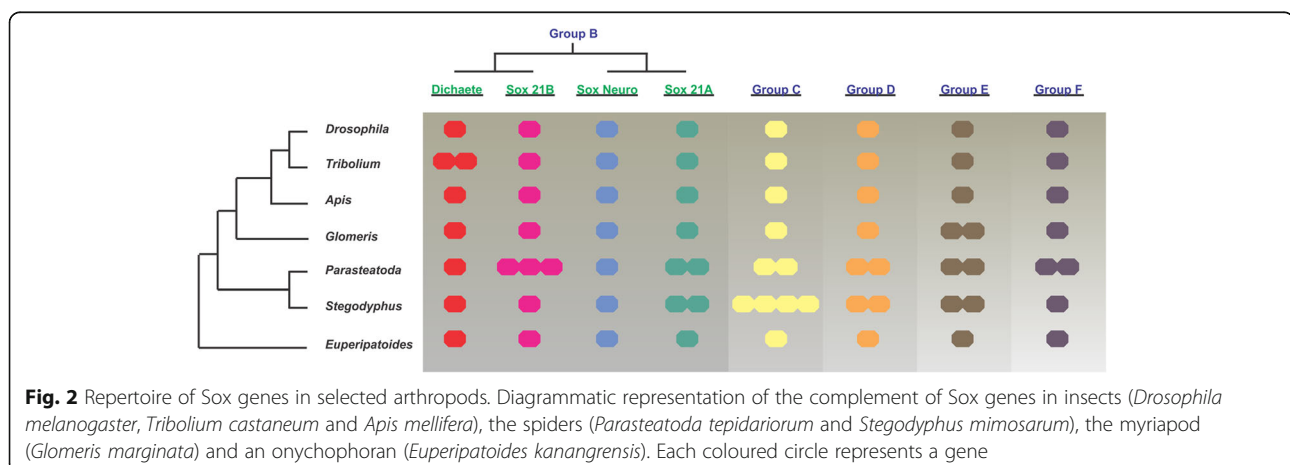 Group B
Dichaete Sox 21B Sox Neuro Sox 21A Group C Group D Group E Group F
Drosophila
Tribolium
Apis
Glomeris
Parasteatoda
Stegodyphus
Euperipatoides
Fig. 2 Repertoire of Sox genes in selected arthropods. Diagrammatic representation of the complement of Sox genes in insects (Drosophila
melanogaster, Tribolium castaneum and Apis mellifera), the spiders (Parasteatoda tepidariorum and Stegodyphus mimosarum), the myriapod
(Glomeris marginata) and an onychophoran (Euperipatoides kanangrensis). Each coloured circle represents a gene